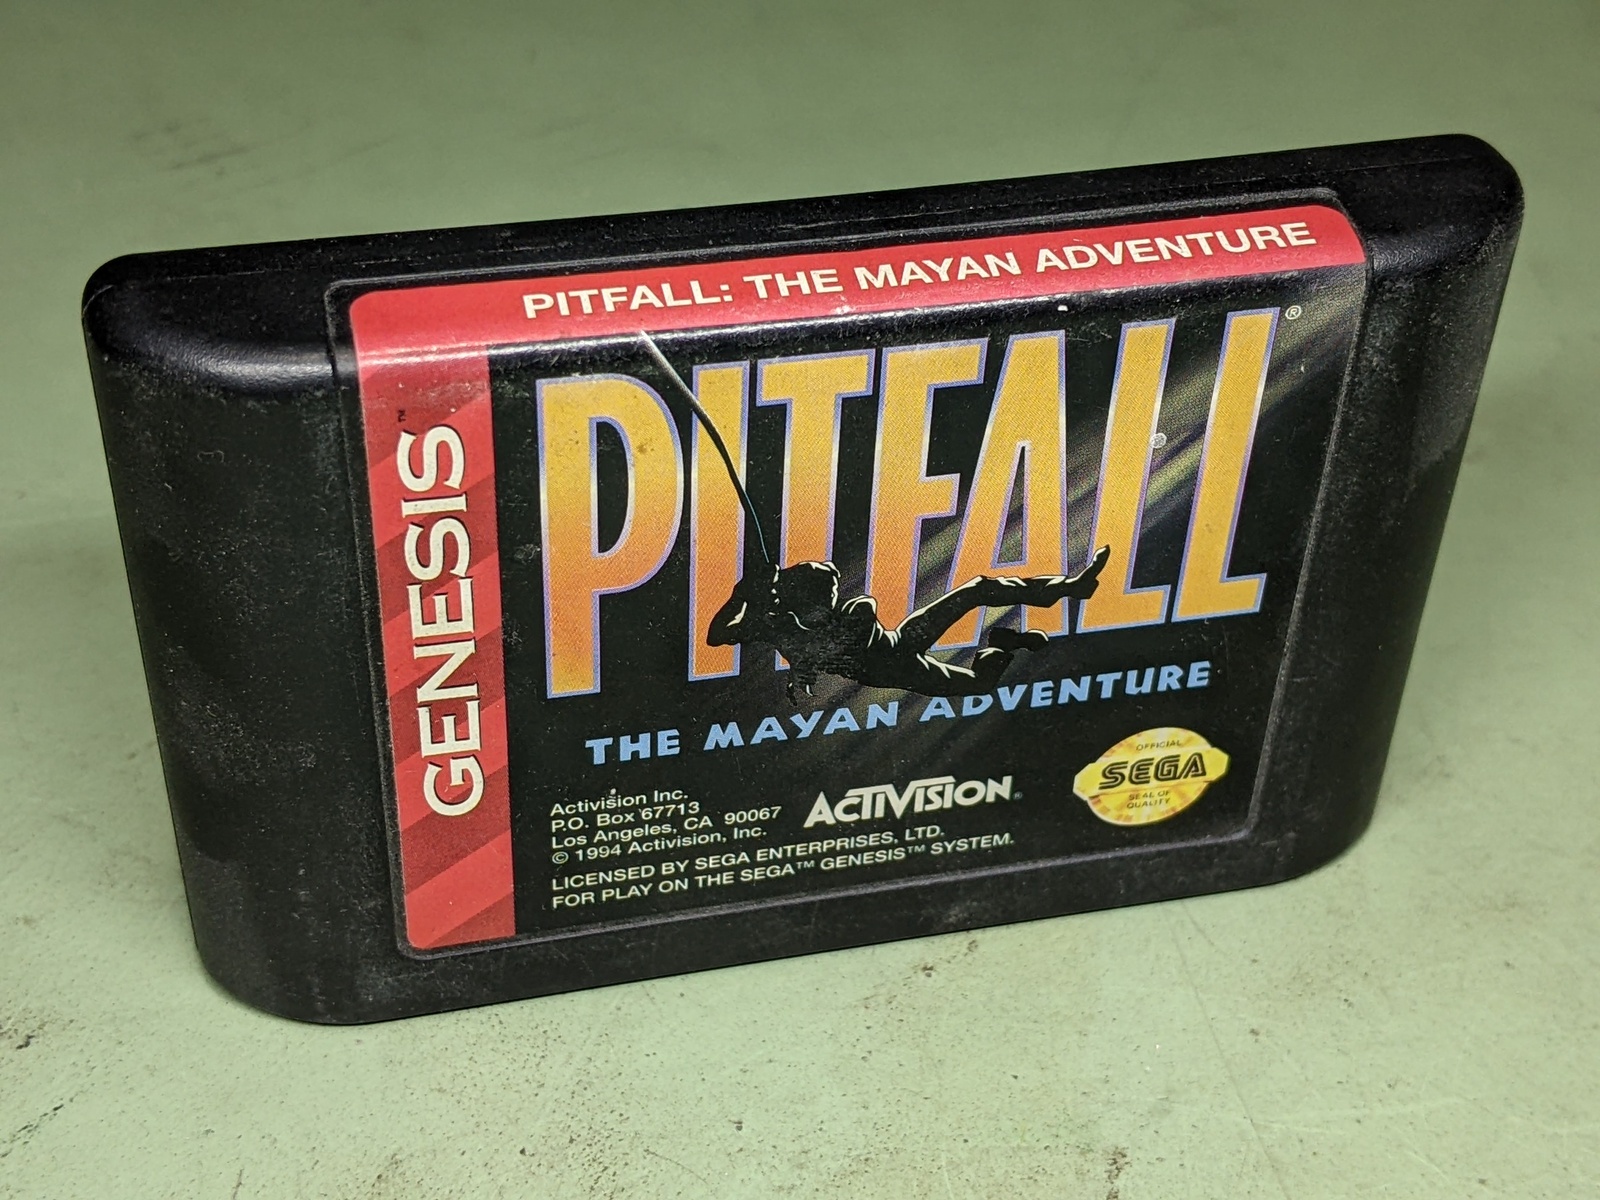 PITFALL: THE MAYAN ADVENTURE
GENESIS™
PITFALL®
THE MAYAN ADVENTURE
Activision Inc.
P.O. Box 67713
Los Angeles, CA 90067
© 1994 Activision, Inc.
ACTIVISION®
LICENSED BY SEGA ENTERPRISES, LTD.
FOR PLAY ON THE SEGA™ GENESIS™ SYSTEM.
OFFICIAL
SEGA
SEAL OF
QUALITY